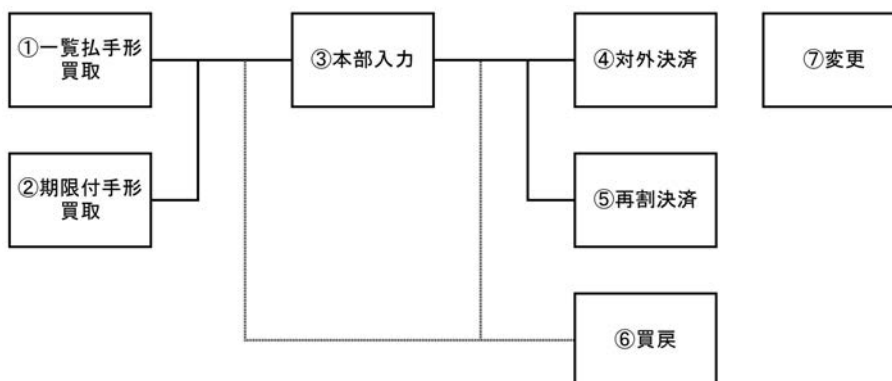 ①一覧払手形
買取
③本部入力
④対外決済
⑦変更
②期限付手形
買取
⑤再割決済
⑥買戻